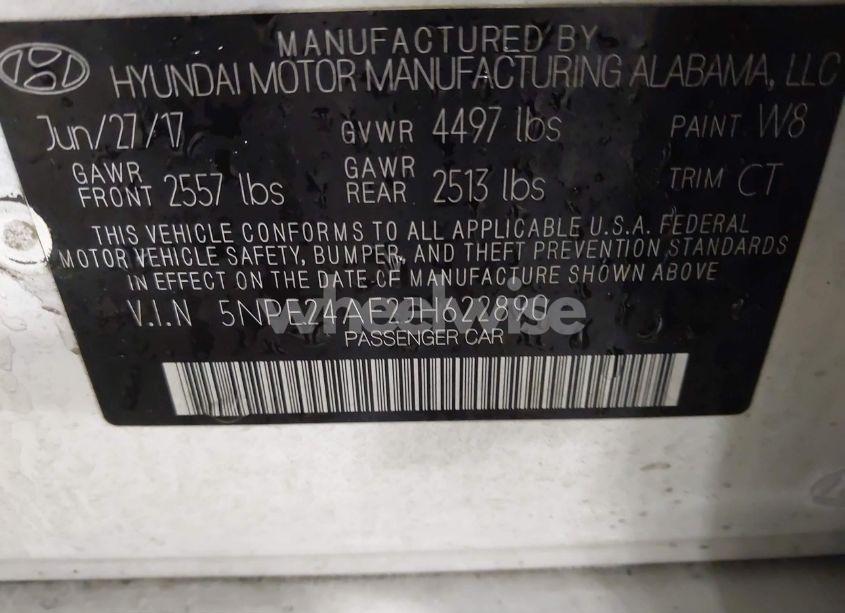 MANUFACTURED BY
HYUNDAI MOTOR MANUFACTURING ALABAMA, LLC
Jun/27/17 GVWR 4497 lbs PAINT W8
GAWR FRONT 2557 lbs GAWR REAR 2513 lbs TRIM CT
THIS VEHICLE CONFORMS TO ALL APPLICABLE U.S.A. FEDERAL
MOTOR VEHICLE SAFETY, BUMPER, AND THEFT PREVENTION STANDARDS
IN EFFECT ON THE DATE OF MANUFACTURE SHOWN ABOVE
V.I.N
wheelwise
PASSENGER CAR